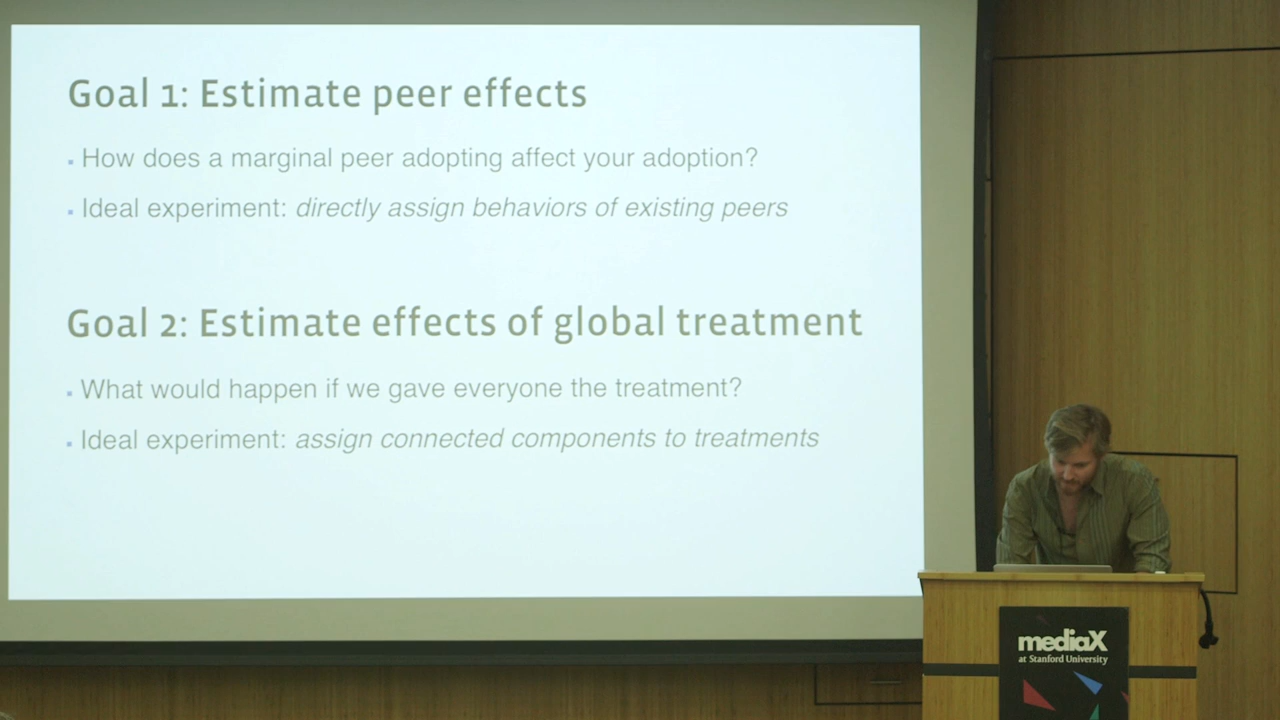 Goal 1: Estimate peer effects
▪ How does a marginal peer adopting affect your adoption?
▪ Ideal experiment: directly assign behaviors of existing peers
Goal 2: Estimate effects of global treatment
▪ What would happen if we gave everyone the treatment?
▪ Ideal experiment: assign connected components to treatments
mediaX
at Stanford University